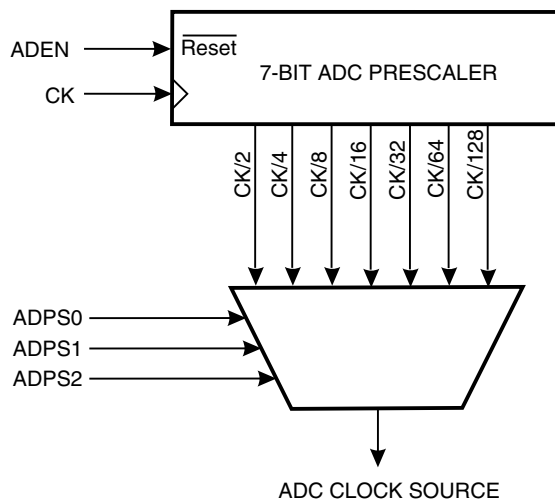 ADEN
Reset
7-BIT ADC PRESCALER
CK
CK/2
CK/4
CK/8
CK/16
CK/32
CK/64
CK/128
ADPS0
ADPS1
ADPS2
ADC CLOCK SOURCE